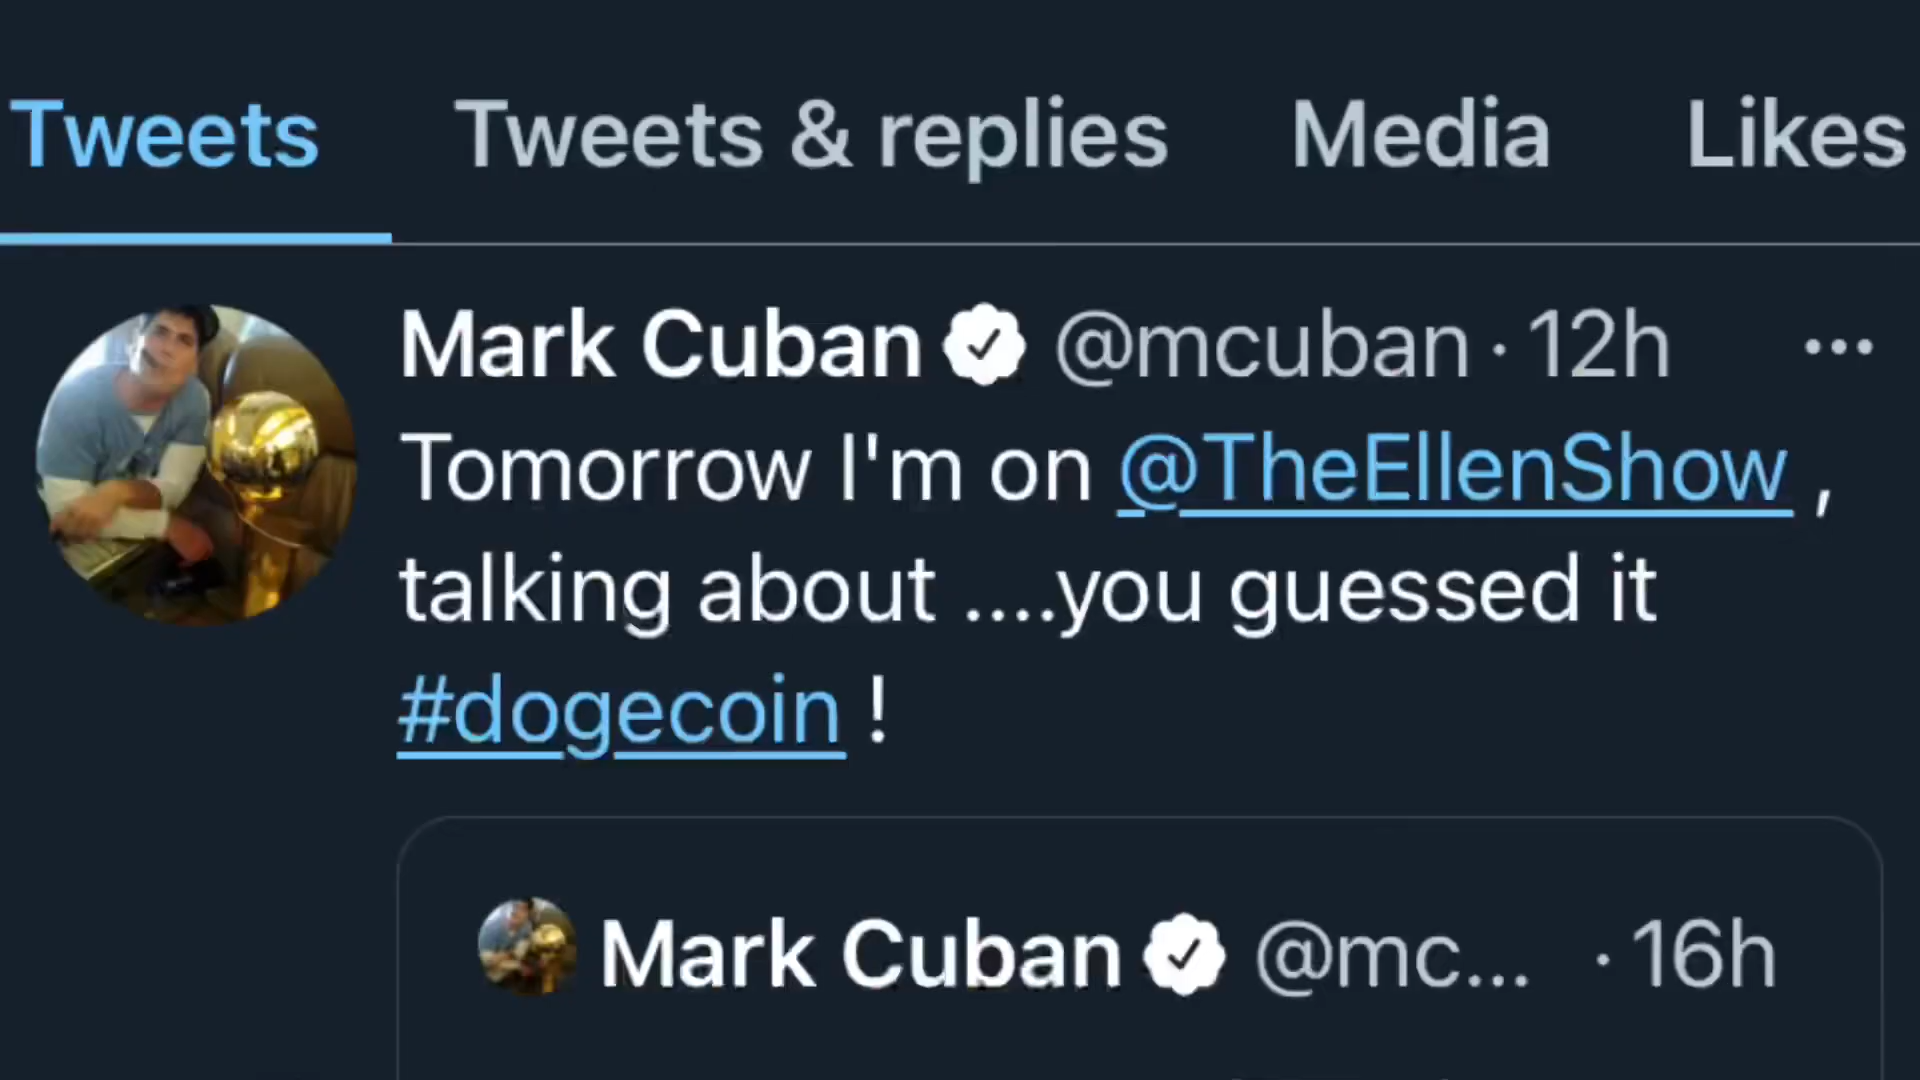 Tweets Tweets & replies Media Likes
Mark Cuban @mcuban · 12h ...
Tomorrow I'm on @TheEllenShow ,
talking about ....you guessed it
#dogecoin !
Mark Cuban @mc... · 16h